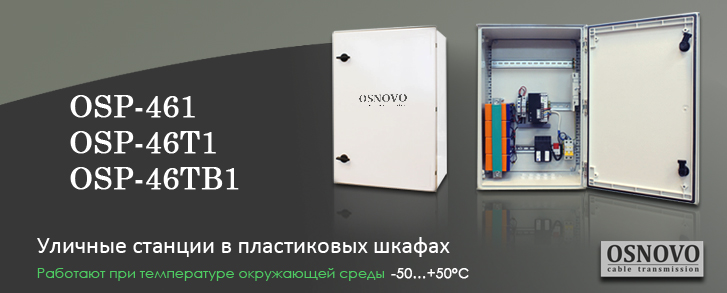 OSP-461
OSP-46T1
OSP-46TB1
OSNOVO
Уличные станции в пластиковых шкафах
Работают при температуре окружающей среды -50...+50°C
OSNOVO
cable transmission